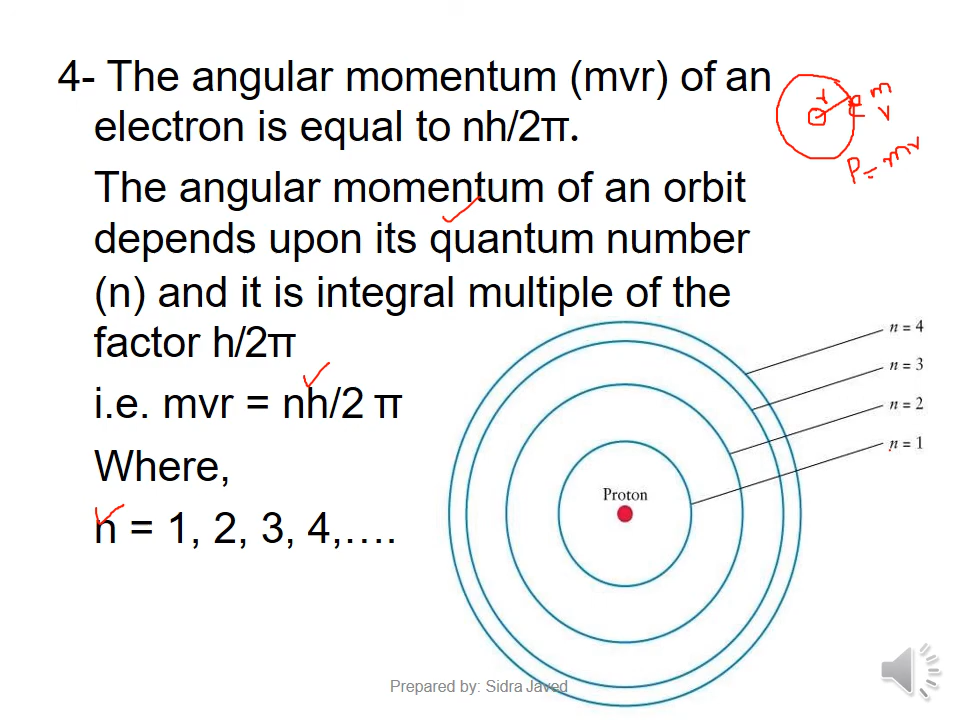 4- The angular momentum (mvr) of an
electron is equal to nh/2π.
The angular momentum of an orbit
depends upon its quantum number
(n) and it is integral multiple of the
factor h/2π
i.e. mvr = nh/2 π
Where,
n = 1, 2, 3, 4,....
r
m
v
P = mv
n = 4
n = 3
n = 2
n = 1
Proton
Prepared by: Sidra Javed